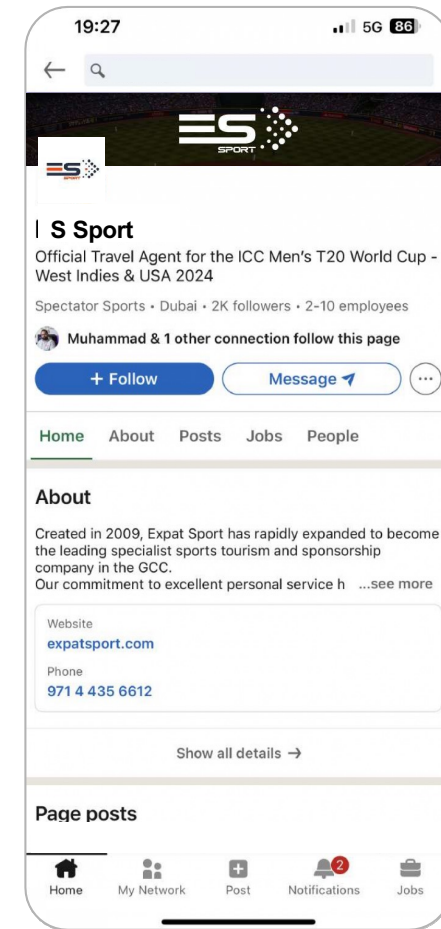 19:27
5G 86
ES
SPORT
ES
SPORT
S Sport
Official Travel Agent for the ICC Men's T20 World Cup -
West Indies & USA 2024
Spectator Sports • Dubai • 2K followers • 2-10 employees
Muhammad & 1 other connection follow this page
+ Follow
Message
...
Home About Posts Jobs People
About
Created in 2009, Expat Sport has rapidly expanded to become
the leading specialist sports tourism and sponsorship
company in the GCC.
Our commitment to excellent personal service h ...see more
Website
expatsport.com
Phone
971 4 435 6612
Show all details →
Page posts
2
Home My Network Post Notifications Jobs